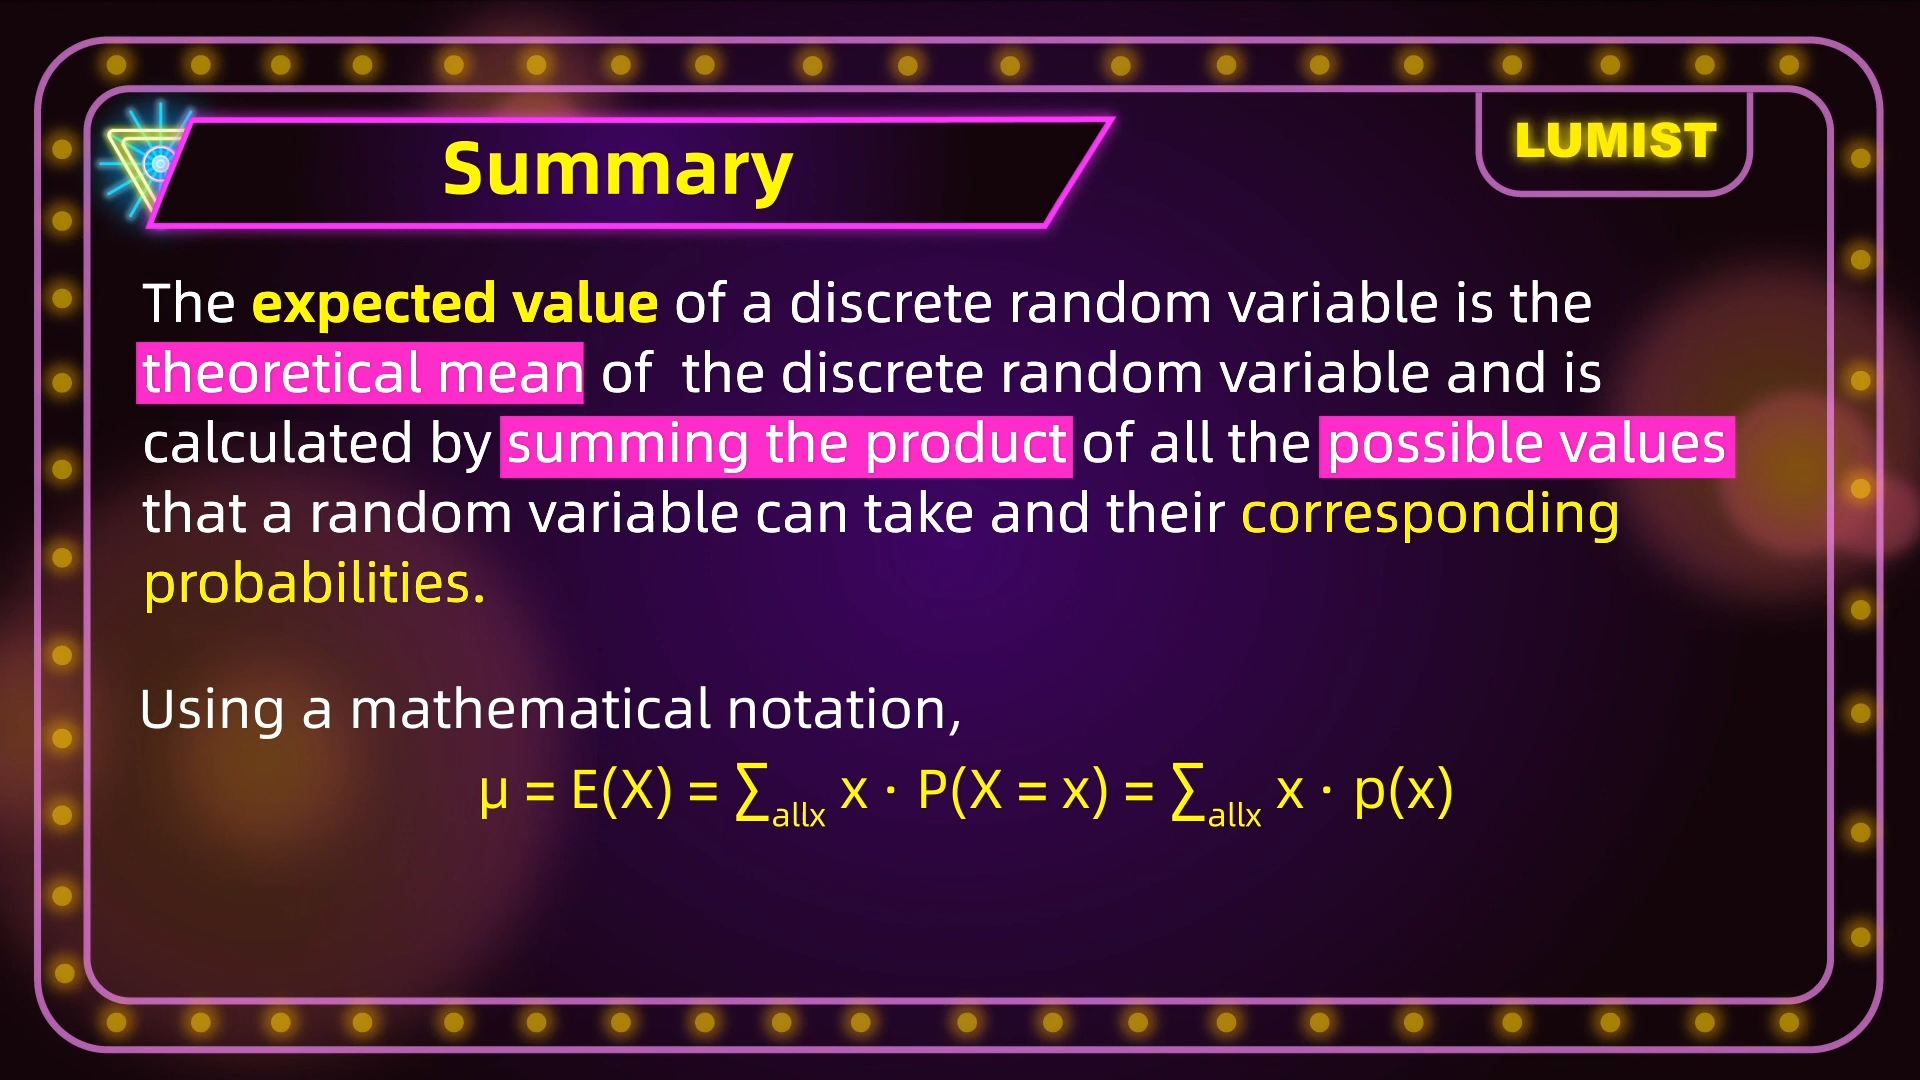 Summary
LUMIST
The expected value of a discrete random variable is the
theoretical mean of the discrete random variable and is
calculated by summing the product of all the possible values
that a random variable can take and their corresponding
probabilities.
Using a mathematical notation,
μ = E(X) = ∑allx x · P(X = x) = ∑allx x · p(x)